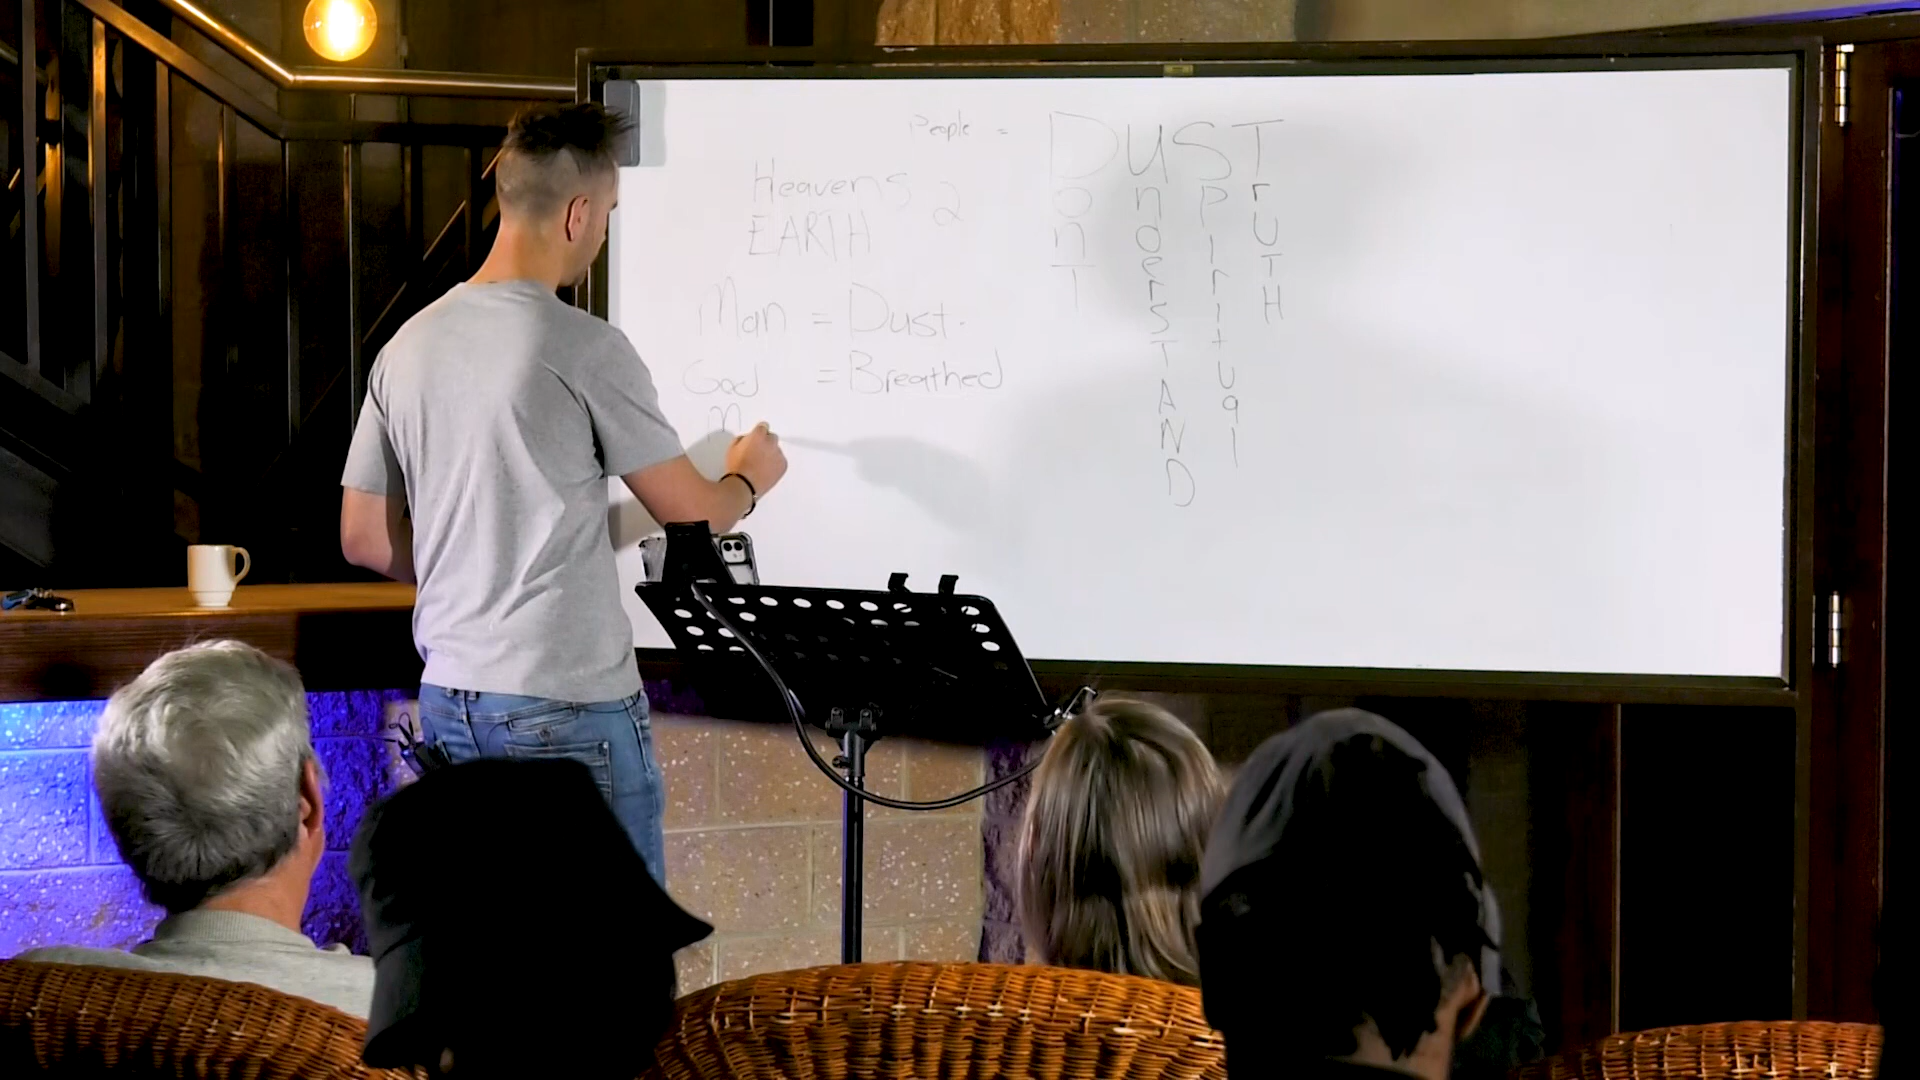 People = DUST
Dont
UnderSTAND
Spiritual
TrUTH
Heavens 2
EARTH
Man = Dust.
God = Breathed
M